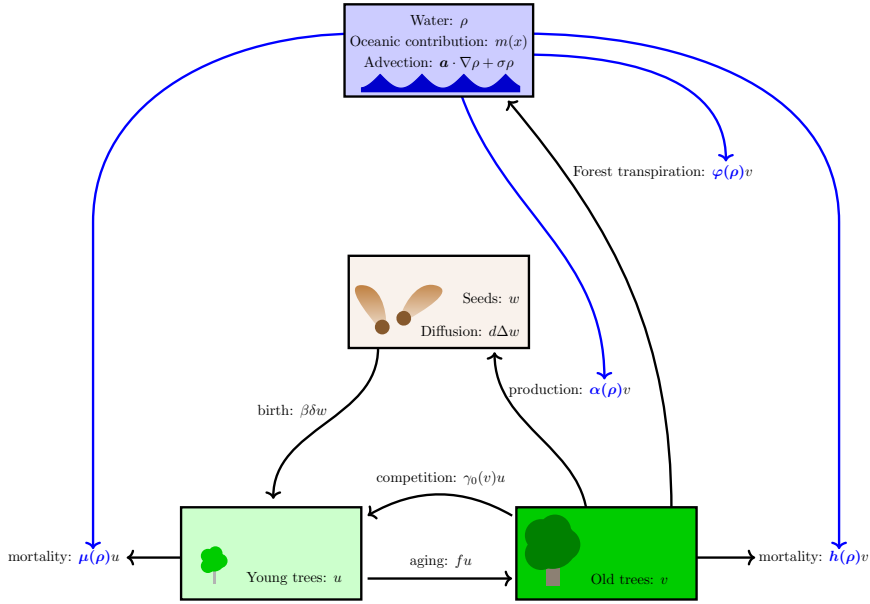 Water: ρ
Oceanic contribution: m(x)
Advection: a · ∇ρ + σρ
Forest transpiration: φ(ρ)v
Seeds: w
Diffusion: dΔw
production: α(ρ)v
birth: βδw
competition: γ₀(v)u
mortality: μ(ρ)u
aging: fu
Young trees: u
Old trees: v
mortality: h(ρ)v